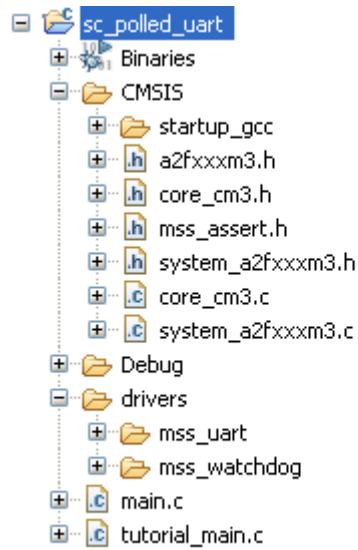 sc_polled_uart
Binaries
CMSIS
startup_gcc
a2fxxxm3.h
core_cm3.h
mss_assert.h
system_a2fxxxm3.h
core_cm3.c
system_a2fxxxm3.c
Debug
drivers
mss_uart
mss_watchdog
main.c
tutorial_main.c